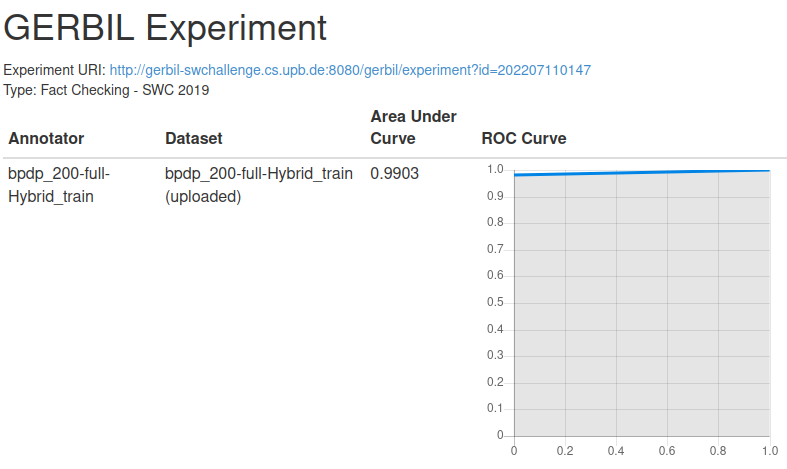 GERBIL Experiment
Experiment URI: http://gerbil-swchallenge.cs.upb.de:8080/gerbil/experiment?id=202207110147
Type: Fact Checking - SWC 2019
Annotator Dataset Area Under Curve ROC Curve
bpdp_200-full-Hybrid_train bpdp_200-full-Hybrid_train (uploaded) 0.9903
1.0
0.9
0.8
0.7
0.6
0.5
0.4
0.3
0.2
0.1
0
0 0.2 0.4 0.6 0.8 1.0